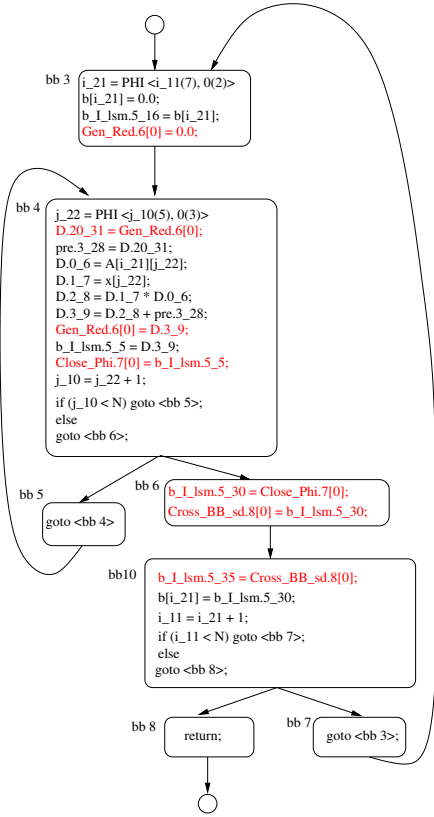 bb 3
i_21 = PHI <i_11(7), 0(2)>
b[i_21] = 0.0;
b_I_lsm.5_16 = b[i_21];
Gen_Red.6[0] = 0.0;
bb 4
j_22 = PHI <j_10(5), 0(3)>
D.20_31 = Gen_Red.6[0];
pre.3_28 = D.20_31;
D.0_6 = A[i_21][j_22];
D.1_7 = x[j_22];
D.2_8 = D.1_7 * D.0_6;
D.3_9 = D.2_8 + pre.3_28;
Gen_Red.6[0] = D.3_9;
b_I_lsm.5_5 = D.3_9;
Close_Phi.7[0] = b_I_lsm.5_5;
j_10 = j_22 + 1;
if (j_10 < N) goto <bb 5>;
else
goto <bb 6>;
bb 5
goto <bb 4>
bb 6
b_I_lsm.5_30 = Close_Phi.7[0];
Cross_BB_sd.8[0] = b_I_lsm.5_30;
bb10
b_I_lsm.5_35 = Cross_BB_sd.8[0];
b[i_21] = b_I_lsm.5_30;
i_11 = i_21 + 1;
if (i_11 < N) goto <bb 7>;
else
goto <bb 8>;
bb 8
return;
bb 7
goto <bb 3>;